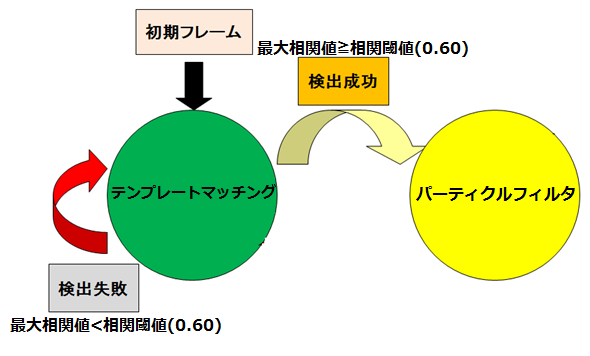 初期フレーム
最大相関値≧相関閾値(0.60)
検出成功
テンプレートマッチング
パーティクルフィルタ
検出失敗
最大相関値<相関閾値(0.60)